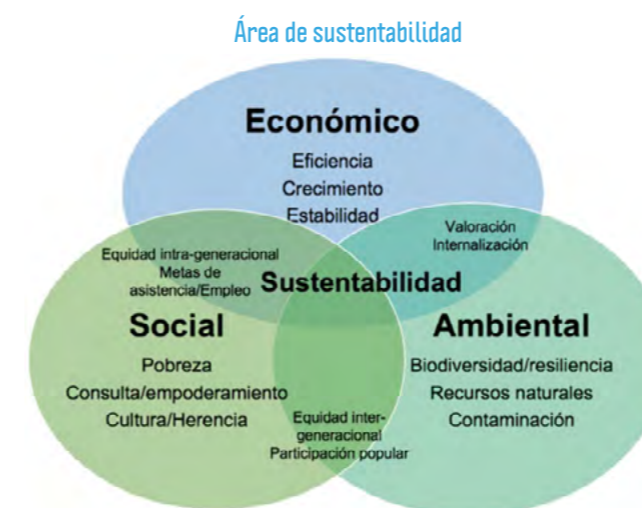 Área de sustentabilidad
Económico
Eficiencia
Crecimiento
Estabilidad
Valoración
Internalización
Equidad intra-generacional
Metas de
asistencia/Empleo
Sustentabilidad
Social
Pobreza
Consulta/empoderamiento
Cultura/Herencia
Ambiental
Biodiversidad/resiliencia
Recursos naturales
Contaminación
Equidad inter-
generacional
Participación popular